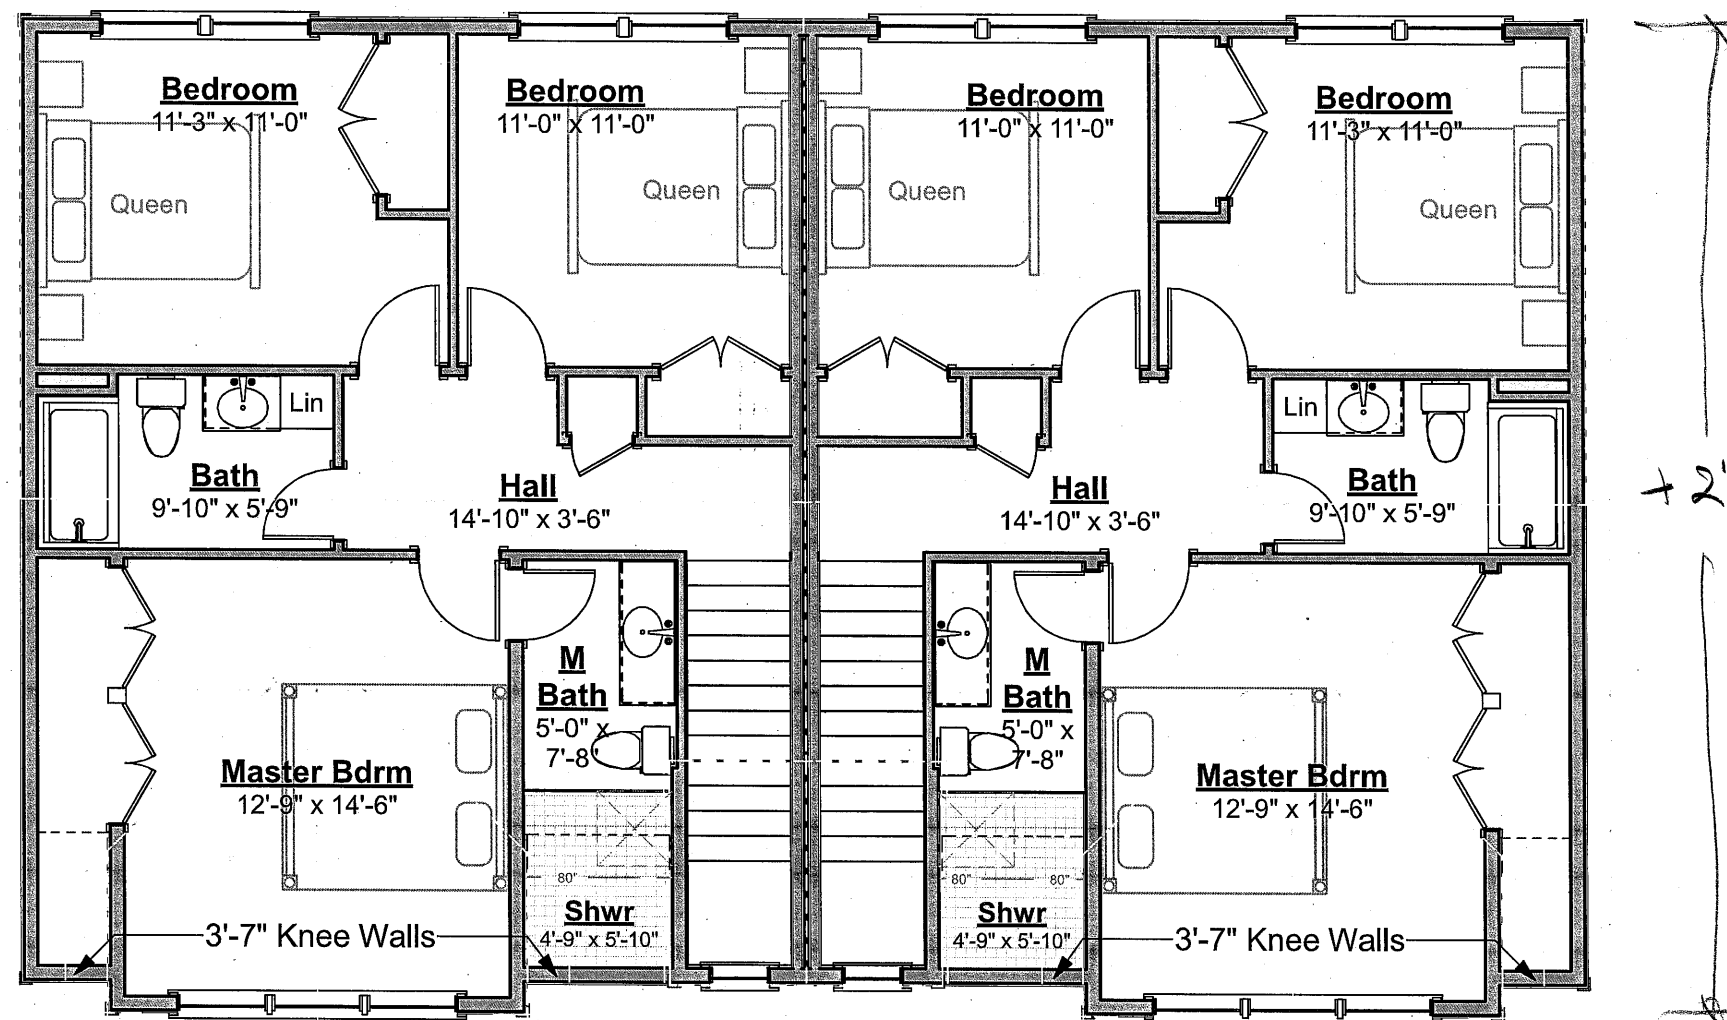 Bedroom
11'-3" x 11'-0"
Queen
Bedroom
11'-0" x 11'-0"
Queen
Bedroom
11'-0" x 11'-0"
Queen
Bedroom
11'-3" x 11'-0"
Queen
Lin
Bath
9'-10" x 5'-9"
Hall
14'-10" x 3'-6"
Hall
14'-10" x 3'-6"
Lin
Bath
9'-10" x 5'-9"
+ 2'
M
Bath
5'-0" x
7'-8"
M
Bath
5'-0" x
7'-8"
Master Bdrm
12'-9" x 14'-6"
Master Bdrm
12'-9" x 14'-6"
80"
Shwr
4'-9" x 5'-10"
80"
80"
Shwr
4'-9" x 5'-10"
3'-7" Knee Walls
3'-7" Knee Walls